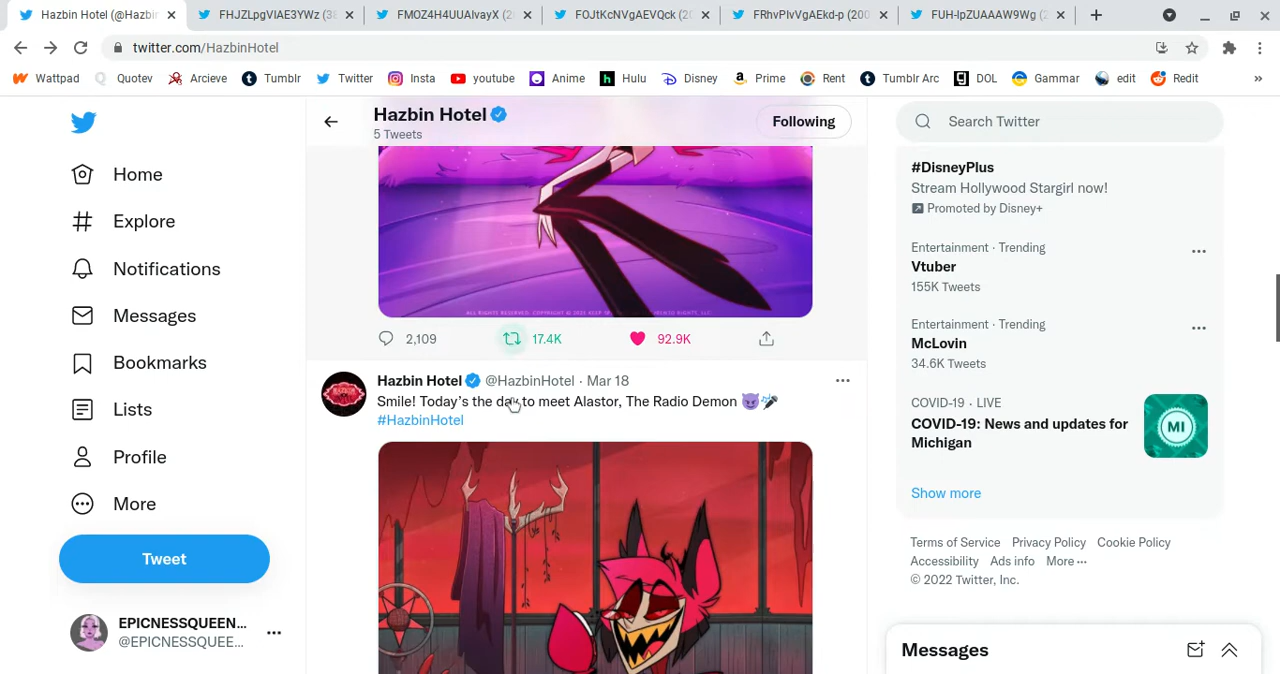 Hazbin Hotel (@Hazbin
FHJZLpgVIAE3YWz (38
FMOZ4H4UUAIvayX (2
FOJtKcNVgAEVQck (20
FRhvPIvVgAEkd-p (200
FUH-IpZUAAAW9Wg (2
twitter.com/HazbinHotel
Wattpad Quotev Arcieve Tumblr Twitter Insta youtube Anime Hulu Disney Prime Rent Tumblr Arc DOL Gammar edit Redit
Home
Explore
Notifications
Messages
Bookmarks
Lists
Profile
More
Tweet
EPICNESSQUEEN...
@EPICNESSQUEE...
Hazbin Hotel
5 Tweets
Following
2,109 17.4K 92.9K
Hazbin Hotel @HazbinHotel · Mar 18
Smile! Today's the day to meet Alastor, The Radio Demon 😈🎤
#HazbinHotel
Search Twitter
#DisneyPlus
Stream Hollywood Stargirl now!
Promoted by Disney+
Entertainment · Trending
Vtuber
155K Tweets
Entertainment · Trending
McLovin
34.6K Tweets
COVID-19 · LIVE
COVID-19: News and updates for
Michigan
MI
Show more
Terms of Service Privacy Policy Cookie Policy
Accessibility Ads info More
© 2022 Twitter, Inc.
Messages